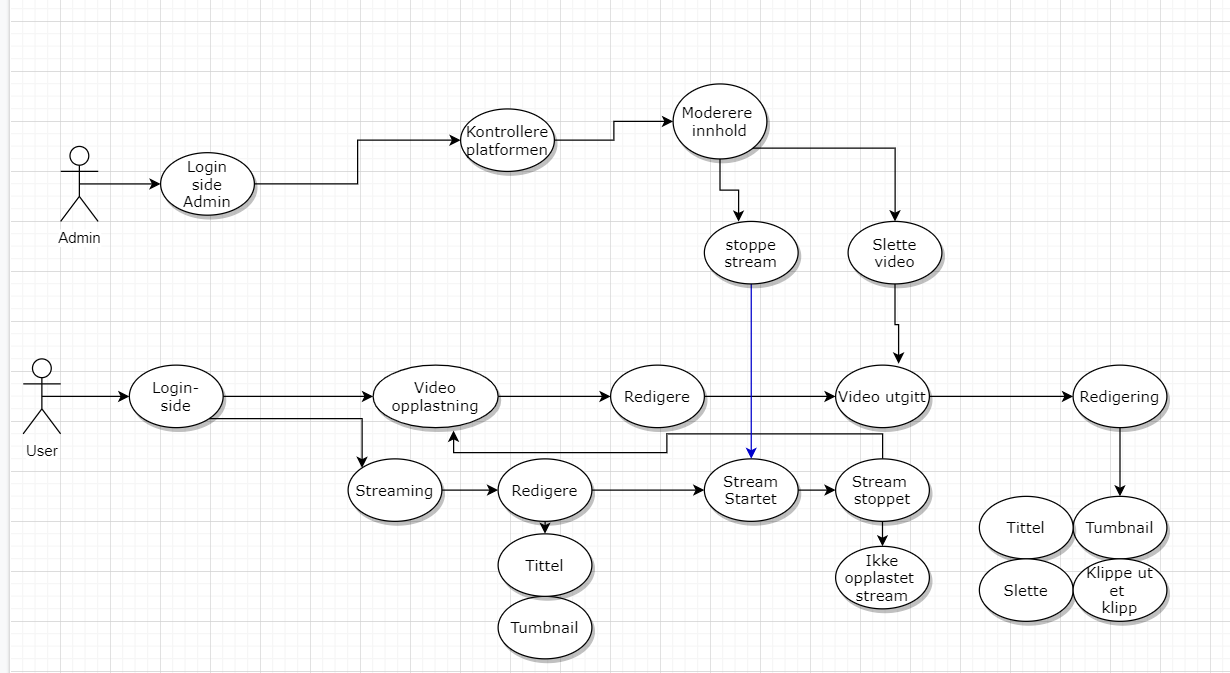 Moderere
innhold
Kontrollere
platformen
Login
side
Admin
Admin
stoppe
stream
Slette
video
Login-
side
Video
opplastning
Redigere
Video utgitt
Redigering
User
Streaming
Redigere
Stream
Startet
Stream
stoppet
Tittel
Tumbnail
Tittel
Ikke
opplastet
stream
Slette
Klippe ut
et
klipp
Tumbnail